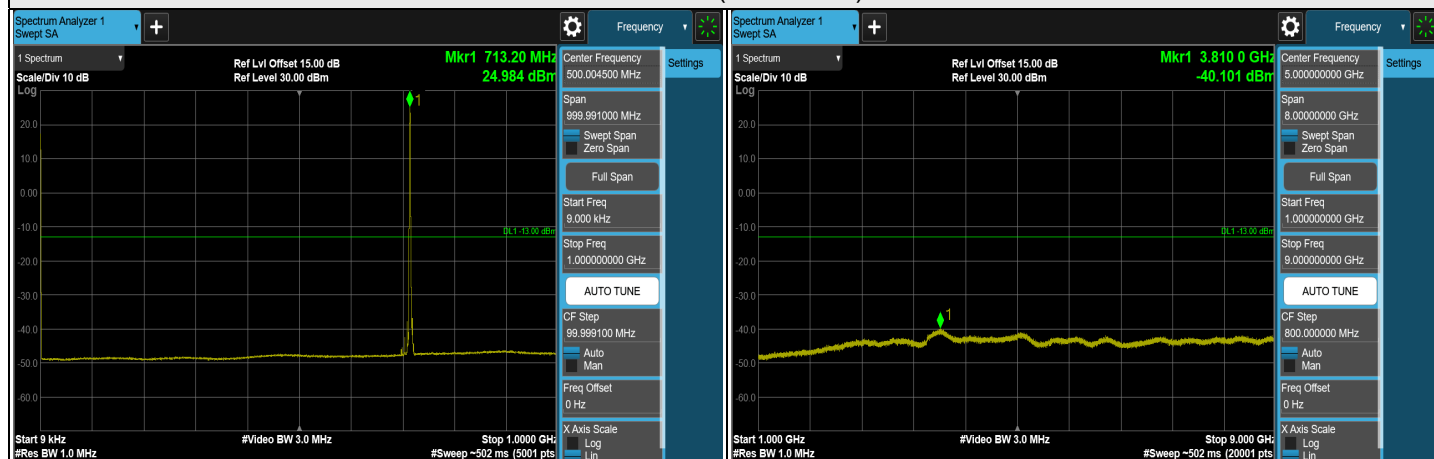 Spectrum Analyzer 1
Swept SA
Frequency
1 Spectrum
Scale/Div 10 dB
Ref Lvl Offset 15.00 dB
Ref Level 30.00 dBm
Mkr1 713.20 MHz
24.984 dBm
Log
1
20.0
10.0
0.00
-10.0
-20.0
-30.0
-40.0
-50.0
-60.0
DL1 -13.00 dBm
Start 9 kHz
#Res BW 1.0 MHz
#Video BW 3.0 MHz
Stop 1.0000 GHz
#Sweep ~502 ms (5001 pts)
Center Frequency
500.004500 MHz
Settings
Span
999.991000 MHz
Swept Span
Zero Span
Full Span
Start Freq
9.000 kHz
Stop Freq
1.000000000 GHz
AUTO TUNE
CF Step
99.999100 MHz
Auto
Man
Freq Offset
0 Hz
X Axis Scale
Log
Lin
Spectrum Analyzer 1
Swept SA
Frequency
1 Spectrum
Scale/Div 10 dB
Ref Lvl Offset 15.00 dB
Ref Level 30.00 dBm
Mkr1 3.810 0 GHz
-40.101 dBm
Log
1
20.0
10.0
0.00
-10.0
-20.0
-30.0
-40.0
-50.0
-60.0
DL1 -13.00 dBm
Start 1.000 GHz
#Res BW 1.0 MHz
#Video BW 3.0 MHz
Stop 9.000 GHz
#Sweep ~502 ms (20001 pts)
Center Frequency
5.000000000 GHz
Settings
Span
8.00000000 GHz
Swept Span
Zero Span
Full Span
Start Freq
1.000000000 GHz
Stop Freq
9.000000000 GHz
AUTO TUNE
CF Step
800.000000 MHz
Auto
Man
Freq Offset
0 Hz
X Axis Scale
Log
Lin